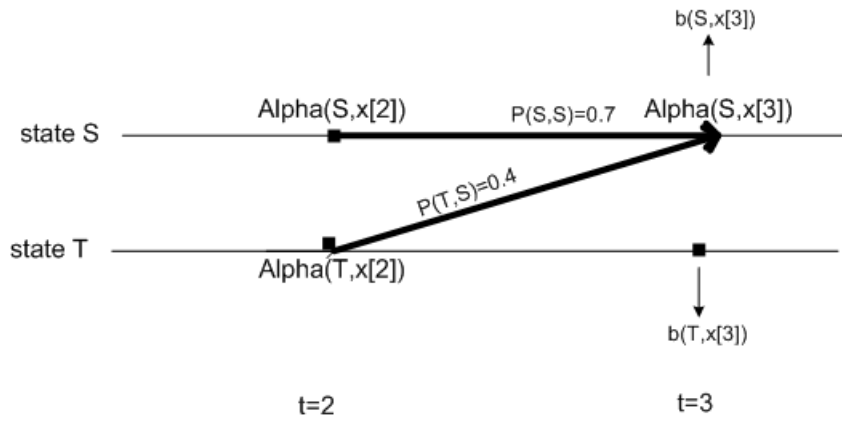 b(S,x[3])
Alpha(S,x[2])
P(S,S)=0.7
Alpha(S,x[3])
state S
P(T,S)=0.4
state T
Alpha(T,x[2])
b(T,x[3])
t=2
t=3